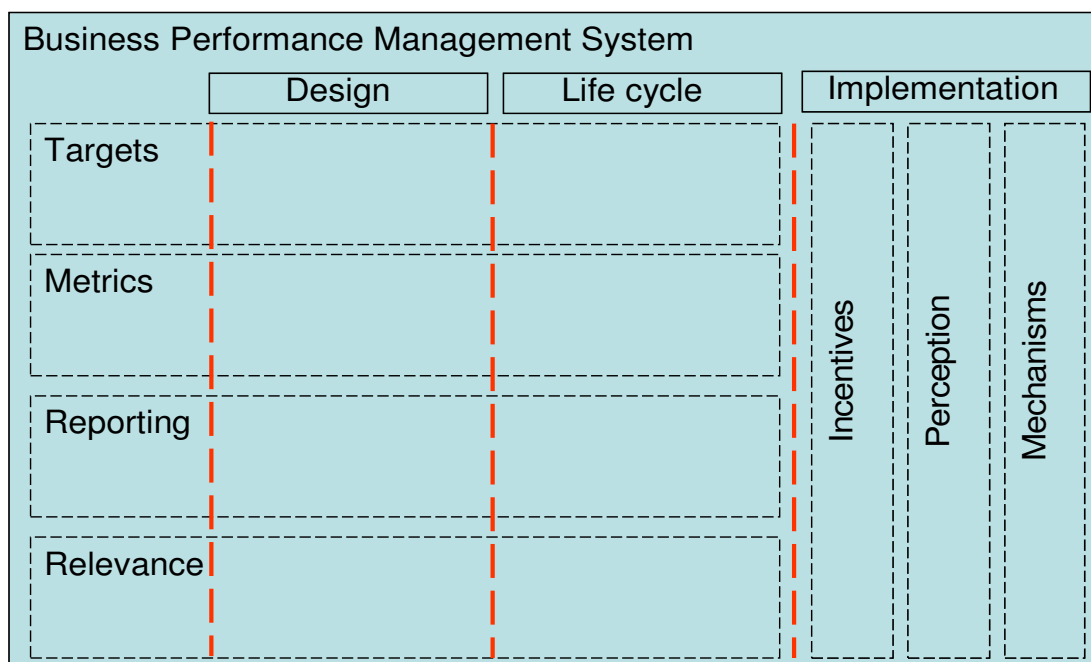 Business Performance Management System
Design
Life cycle
Implementation
Targets
Metrics
Reporting
Relevance
Incentives
Perception
Mechanisms